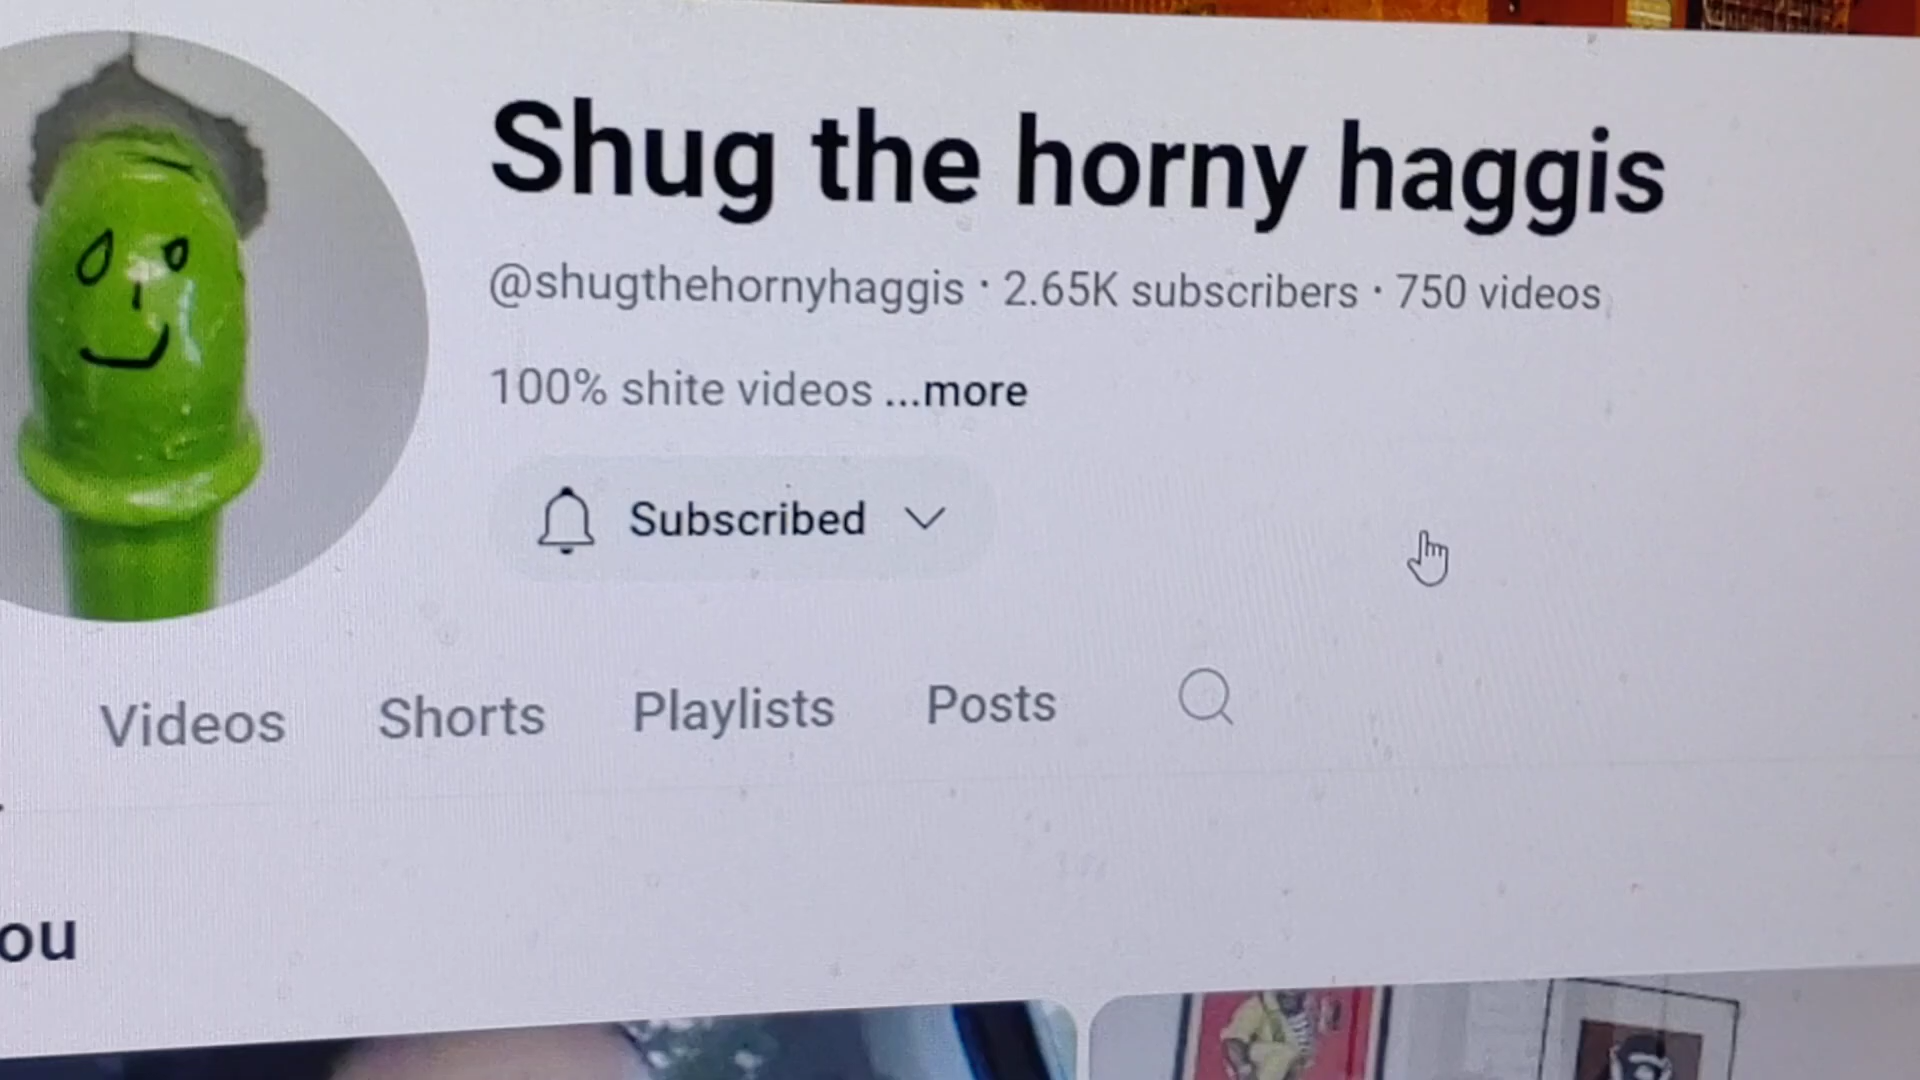 Shug the horny haggis
@shugthehornyhaggis · 2.65K subscribers · 750 videos
100% shite videos ...more
Subscribed
Videos Shorts Playlists Posts
ou